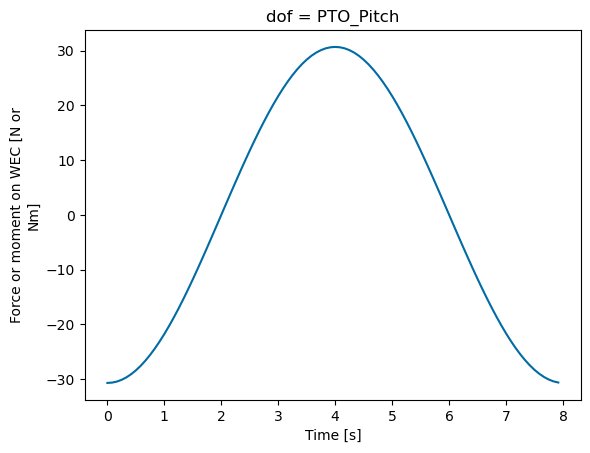 dof = PTO_Pitch
Force or moment on WEC [N or
Nm]
30
20
10
0
−10
−20
−30
0 1 2 3 4 5 6 7 8
Time [s]